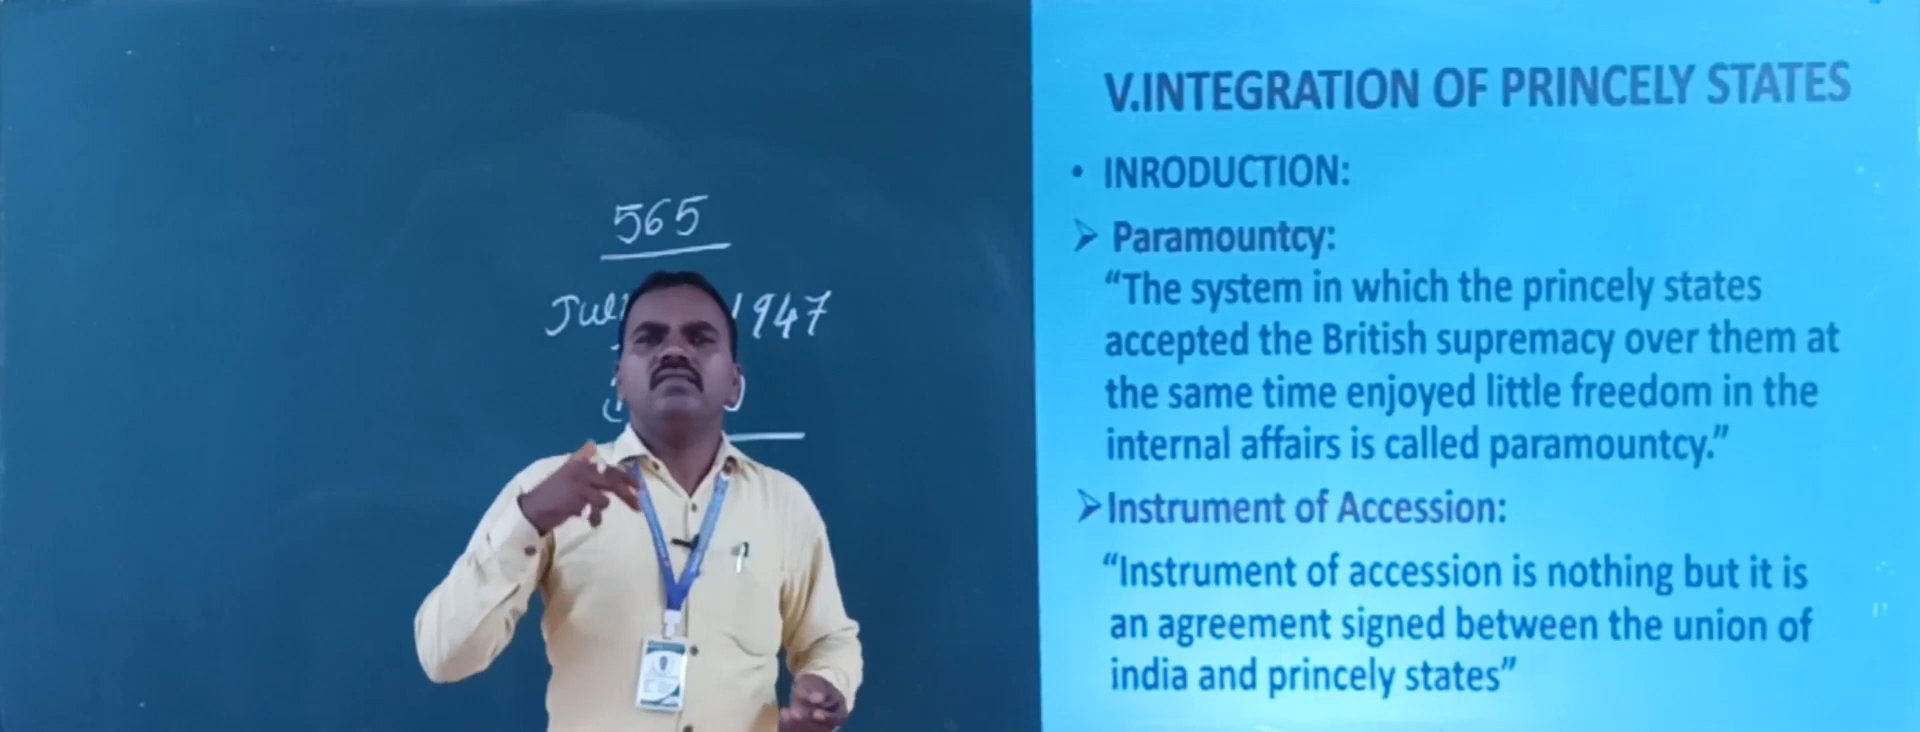 565
1947
V.INTEGRATION OF PRINCELY STATES
• INRODUCTION:
➢ Paramountcy:
“The system in which the princely states
accepted the British supremacy over them at
the same time enjoyed little freedom in the
internal affairs is called paramountcy.”
➢Instrument of Accession:
“Instrument of accession is nothing but it is
an agreement signed between the union of
india and princely states”